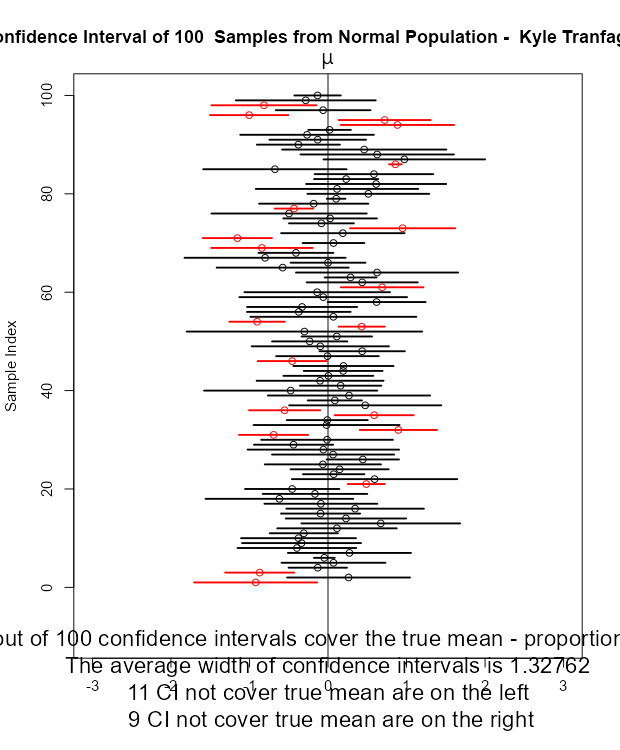 onfidence Interval of 100 Samples from Normal Population - Kyle Tranfag
μ
100
80
60
40
20
0
Sample Index
out of 100 confidence intervals cover the true mean - proportion
The average width of confidence intervals is 1.32762
-3 -2 -1 0 1 2 3
11 CI not cover true mean are on the left
9 CI not cover true mean are on the right